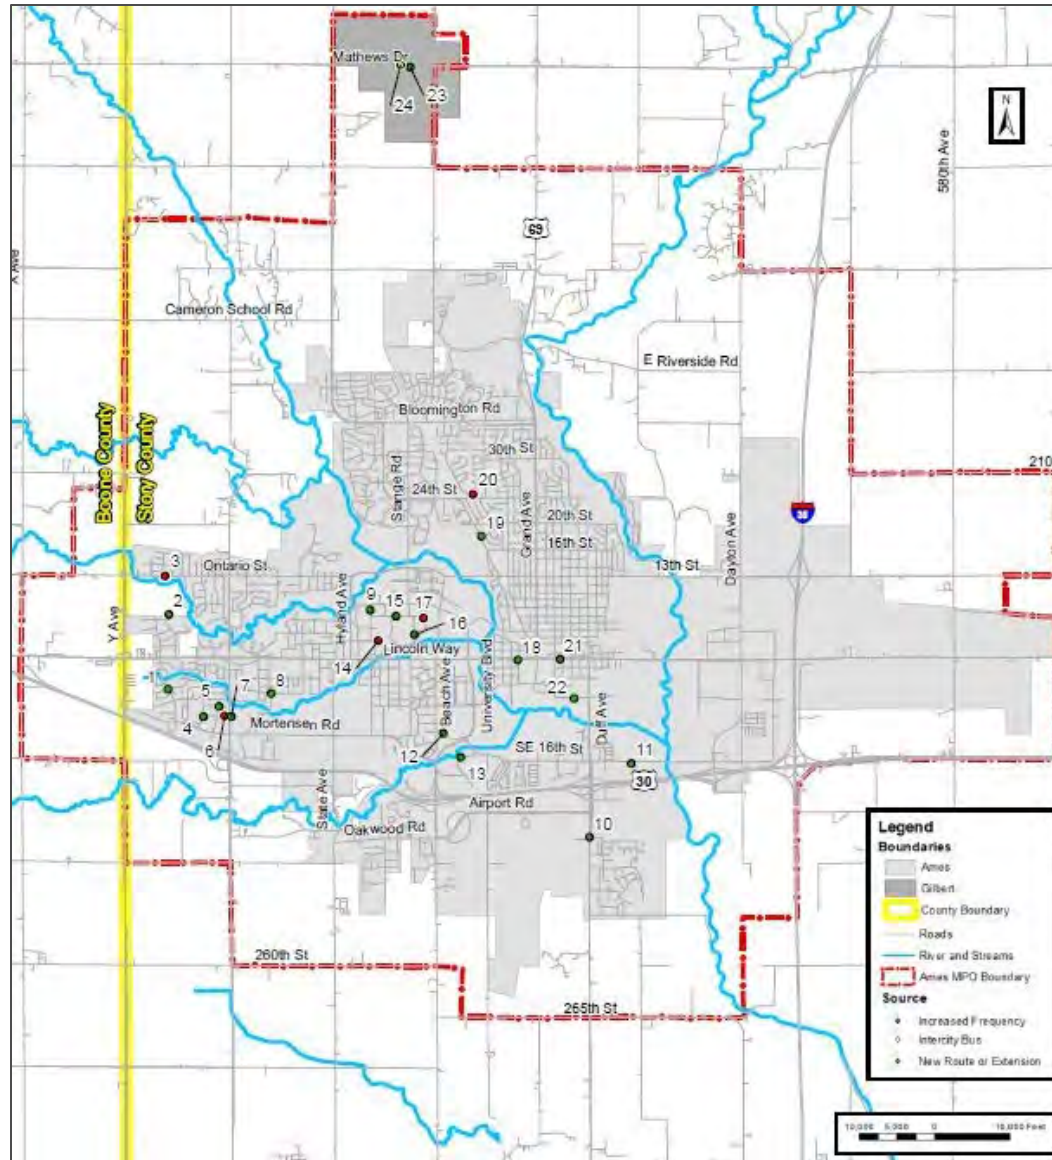 Mathews Dr
24
23
N
580th Ave
69
X Ave
Cameron School Rd
E Riverside Rd
Bloomington Rd
30th St
Boone County
Story County
Stange Rd
24th St
20
210
Grand Ave
20th St
19
16th St
Dayton Ave
13th St
3
Ontario St
2
Hyland Ave
9
15
17
16
Y Ave
14
Lincoln Way
18
21
1
5
7
8
Beach Ave
University Blvd
22
4
Mortensen Rd
6
12
13
SE 16th St
Duff Ave
11
30
State Ave
Airport Rd
Oakwood Rd
10
260th St
265th St
Legend
Boundaries
Ames
Gilbert
County Boundary
Roads
River and Streams
Ames MPO Boundary
Source
Increased Frequency
Intercity Bus
New Route or Extension
10,000 5,000 0 10,000 Feet